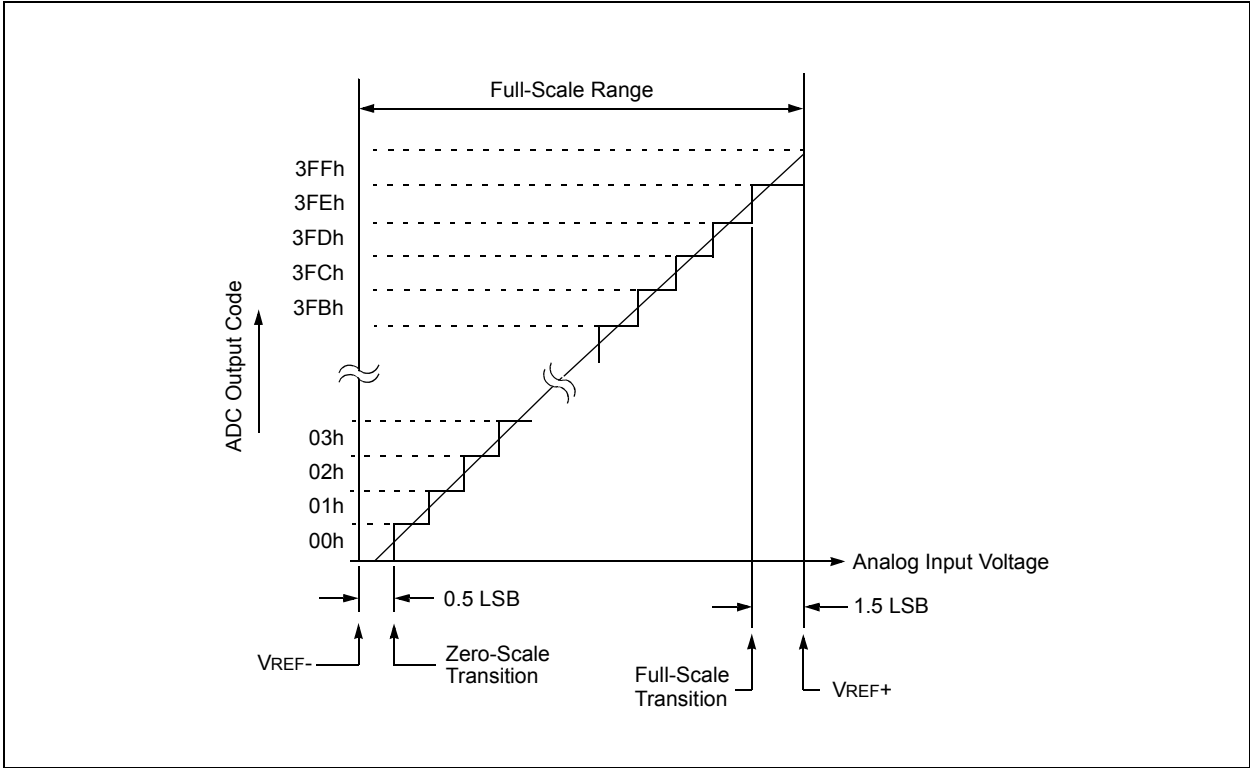 Full-Scale Range
3FFh
3FEh
3FDh
3FCh
3FBh
ADC Output Code
03h
02h
01h
00h
Analog Input Voltage
0.5 LSB
1.5 LSB
VREF-
Zero-Scale
Transition
Full-Scale
Transition
VREF+